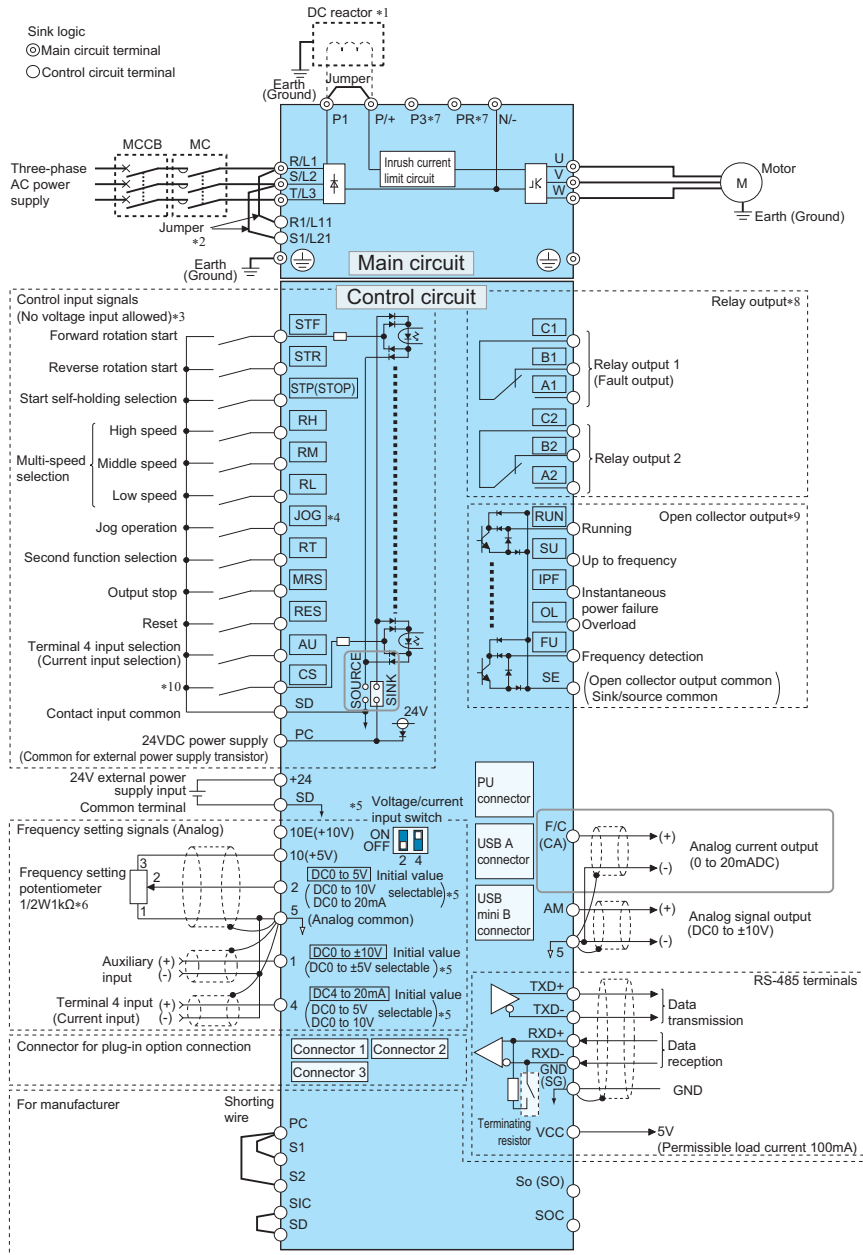 Sink logic
Main circuit terminal
Control circuit terminal
DC reactor *1
Earth
(Ground)
Jumper
P1
P/+
P3*7
PR*7
N/-
MCCB
MC
Three-phase
AC power
supply
R/L1
S/L2
T/L3
R1/L11
S1/L21
Jumper
*2
Earth
(Ground)
Inrush current
limit circuit
U
V
W
Motor
M
Earth (Ground)
Main circuit
Control circuit
Control input signals
(No voltage input allowed)*3
Forward rotation start
STF
Reverse rotation start
STR
Start self-holding selection
STP(STOP)
Multi-speed
selection
High speed
RH
Middle speed
RM
Low speed
RL
Jog operation
JOG *4
Second function selection
RT
Output stop
MRS
Reset
RES
Terminal 4 input selection
(Current input selection)
AU
*10
CS
SOURCE
SINK
Contact input common
SD
24V
24VDC power supply
(Common for external power supply transistor)
PC
24V external power
supply input
+24
Common terminal
SD
Relay output*8
C1
B1
A1
Relay output 1
(Fault output)
C2
B2
A2
Relay output 2
Open collector output*9
RUN
Running
SU
Up to frequency
IPF
Instantaneous
power failure
OL
Overload
FU
Frequency detection
SE
(Open collector output common
Sink/source common)
Frequency setting signals (Analog)
*5 Voltage/current
input switch
ON
OFF
2 4
10E(+10V)
10(+5V)
Frequency setting
potentiometer
1/2W1kΩ*6
3
2
1
2
DC0 to 5V Initial value
(DC0 to 10V
DC0 to 20mA selectable)*5
5
(Analog common)
Auxiliary
input
(+)
(-)
1
DC0 to ±10V Initial value
(DC0 to ±5V selectable) *5
Terminal 4 input
(Current input)
(+)
(-)
4
DC4 to 20mA Initial value
(DC0 to 5V
DC0 to 10V selectable)*5
PU
connector
USB A
connector
USB
mini B
connector
F/C
(CA)
(+)
(-)
Analog current output
(0 to 20mADC)
AM
5
(+)
(-)
Analog signal output
(DC0 to ±10V)
RS-485 terminals
TXD+
TXD-
Data
transmission
RXD+
RXD-
Data
reception
GND
(SG)
GND
Terminating
resistor
VCC
5V
(Permissible load current 100mA)
Connector for plug-in option connection
Connector 1
Connector 2
Connector 3
For manufacturer
Shorting
wire
PC
S1
S2
SIC
SD
So (SO)
SOC